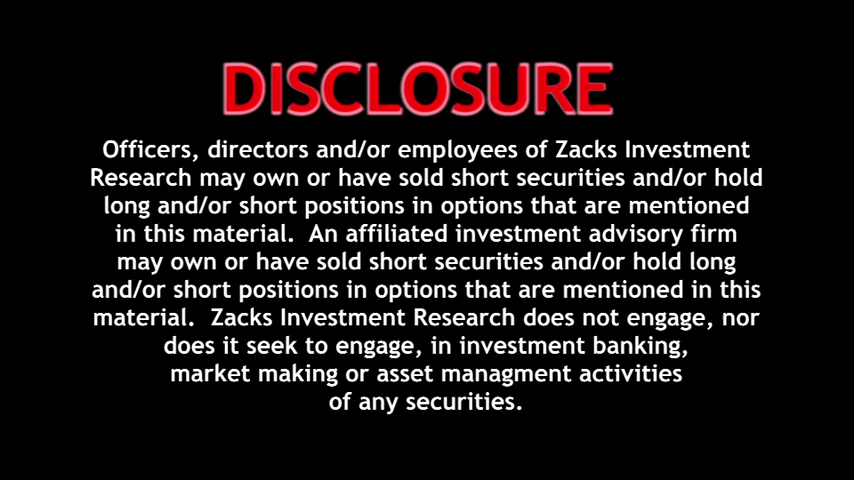 DISCLOSURE
Officers, directors and/or employees of Zacks Investment
Research may own or have sold short securities and/or hold
long and/or short positions in options that are mentioned
in this material.  An affiliated investment advisory firm
may own or have sold short securities and/or hold long
and/or short positions in options that are mentioned in this
material.  Zacks Investment Research does not engage, nor
does it seek to engage, in investment banking,
market making or asset managment activities
of any securities.